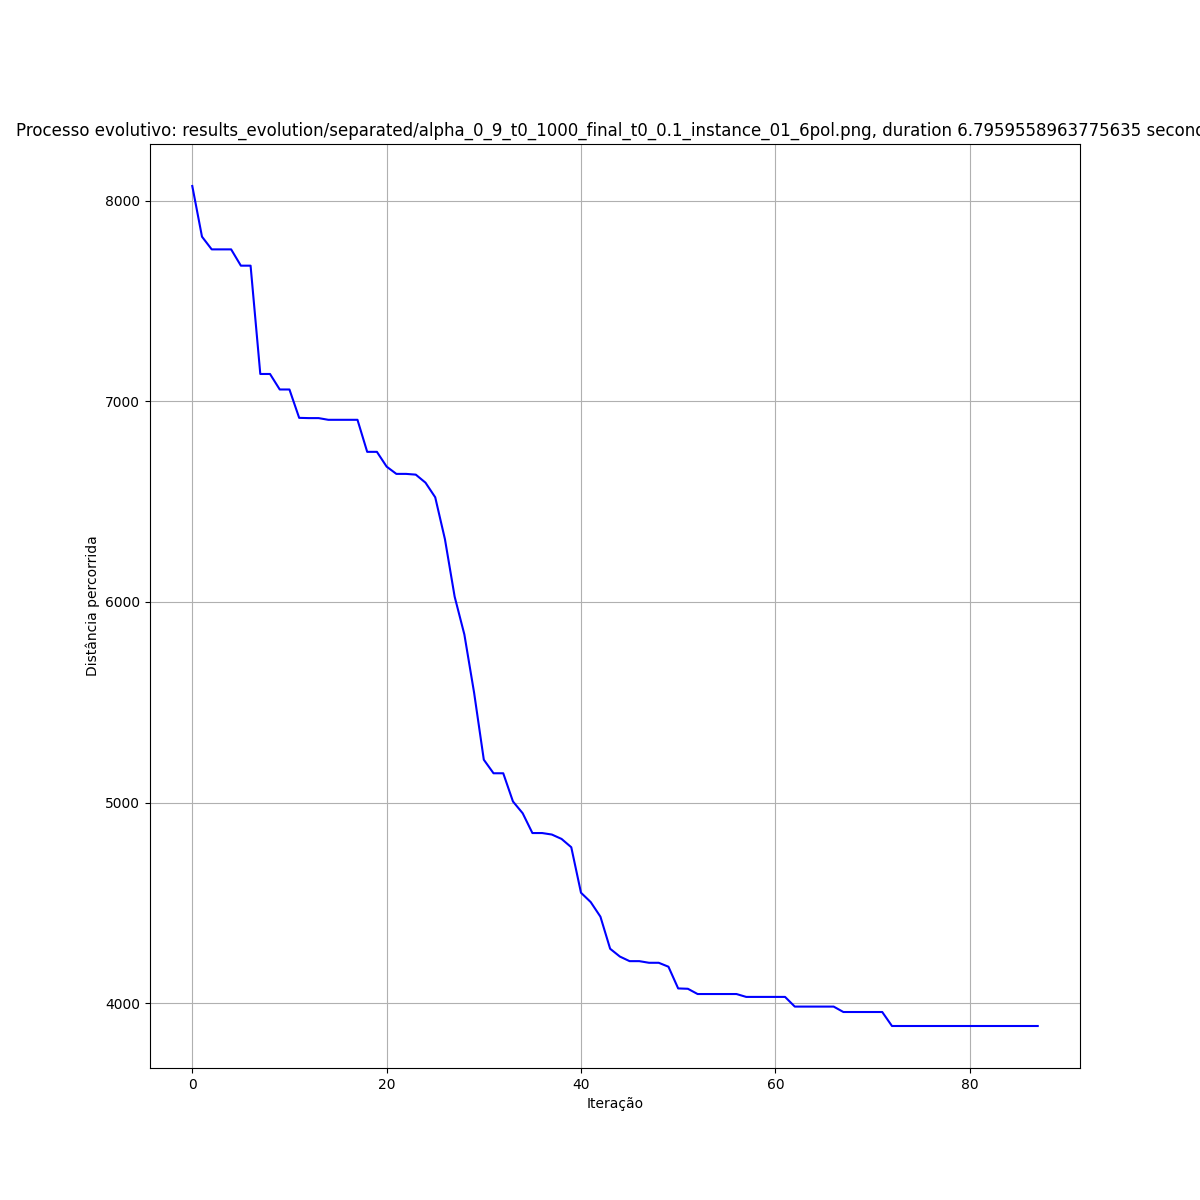 Processo evolutivo: results_evolution/separated/alpha_0_9_t0_1000_final_t0_0.1_instance_01_6pol.png, duration 6.7959558963775635 secon
8000
7000
6000
5000
4000
Distância percorrida
0 20 40 60 80
Iteração